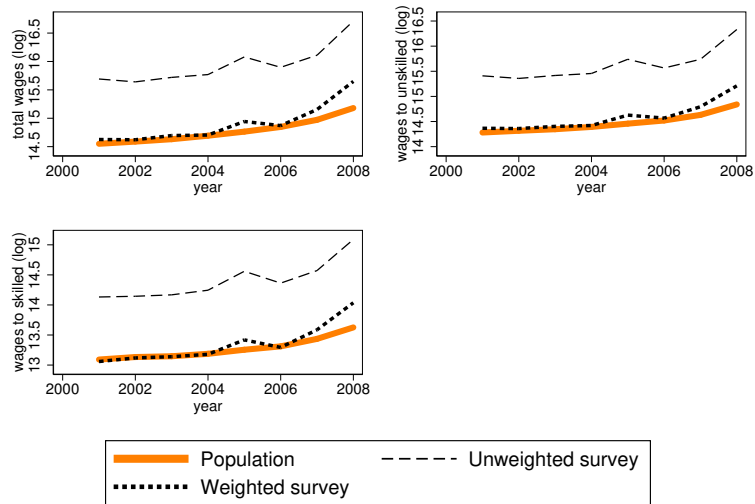 total wages (log)
14.5 15 15.5 16 16.5
2000 2002 2004 2006 2008
year
wages to unskilled (log)
14 14.5 15 15.5 16 16.5
2000 2002 2004 2006 2008
year
wages to skilled (log)
13 13.5 14 14.5 15
2000 2002 2004 2006 2008
year
Population
Unweighted survey
Weighted survey